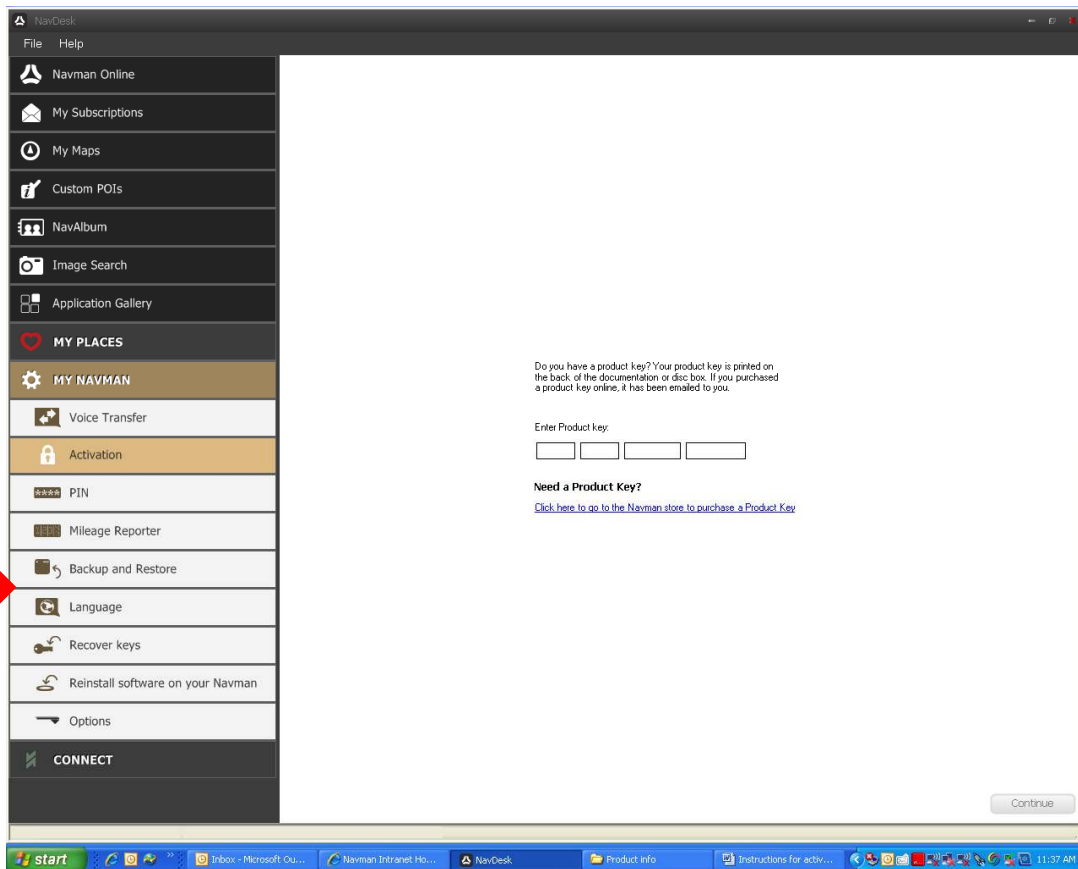 NavDesk
File Help
Navman Online
My Subscriptions
My Maps
Custom POIs
NavAlbum
Image Search
Application Gallery
MY PLACES
MY NAVMAN
Voice Transfer
Activation
**** PIN
Mileage Reporter
Backup and Restore
Language
Recover keys
Reinstall software on your Navman
Options
CONNECT
Do you have a product key? Your product key is printed on
the back of the documentation or disc box. If you purchased
a product key online, it has been emailed to you.
Enter Product key:
Need a Product Key?
Click here to go to the Navman store to purchase a Product Key
Continue
start
Inbox - Microsoft Ou...
Navman Intranet Ho...
NavDesk
Product info
Instructions for activ...
11:37 AM